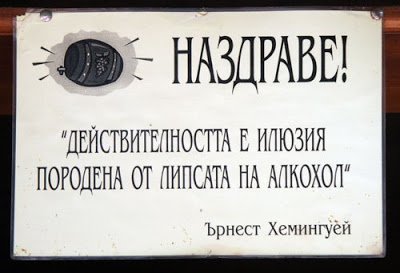 НАЗДРАВЕ!
"ДЕЙСТВИТЕЛНОСТТА Е ИЛЮЗИЯ
ПОРОДЕНА ОТ ЛИПСАТА НА АЛКОХОЛ"
Ърнест Хемингуей